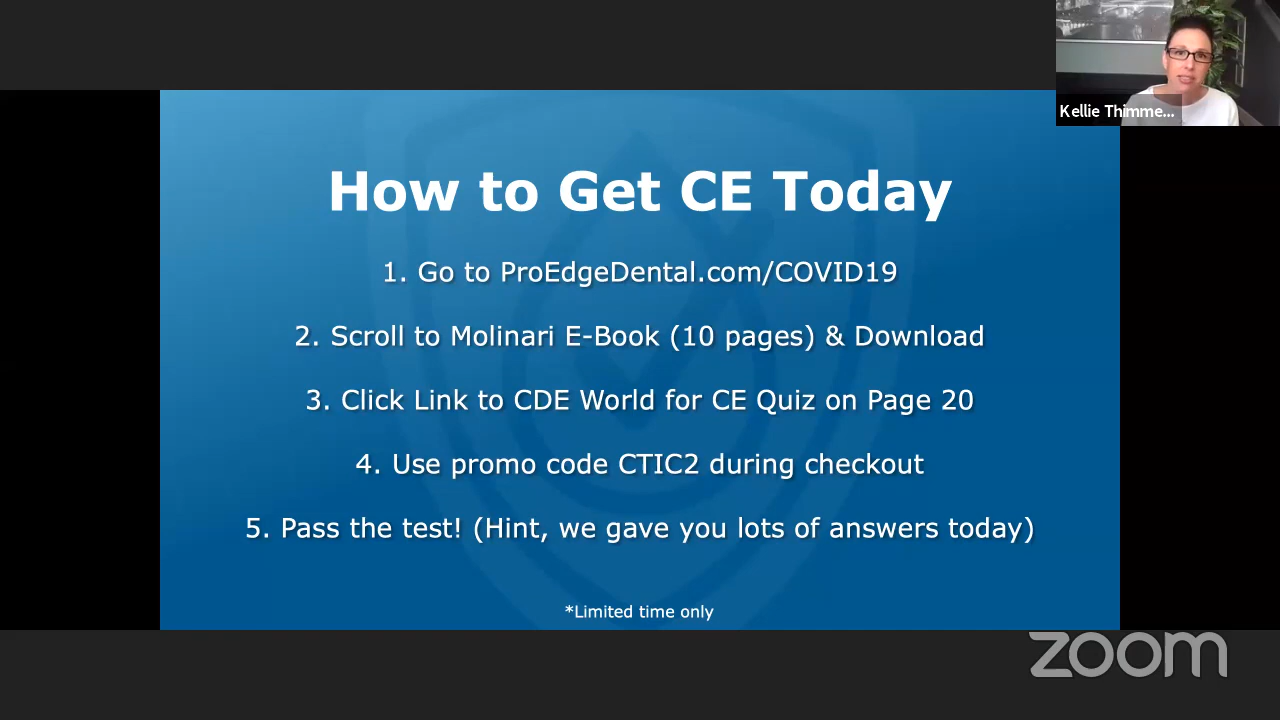 Kellie Thimme...
How to Get CE Today
1. Go to ProEdgeDental.com/COVID19
2. Scroll to Molinari E-Book (10 pages) & Download
3. Click Link to CDE World for CE Quiz on Page 20
4. Use promo code CTIC2 during checkout
5. Pass the test! (Hint, we gave you lots of answers today)
*Limited time only
zoom